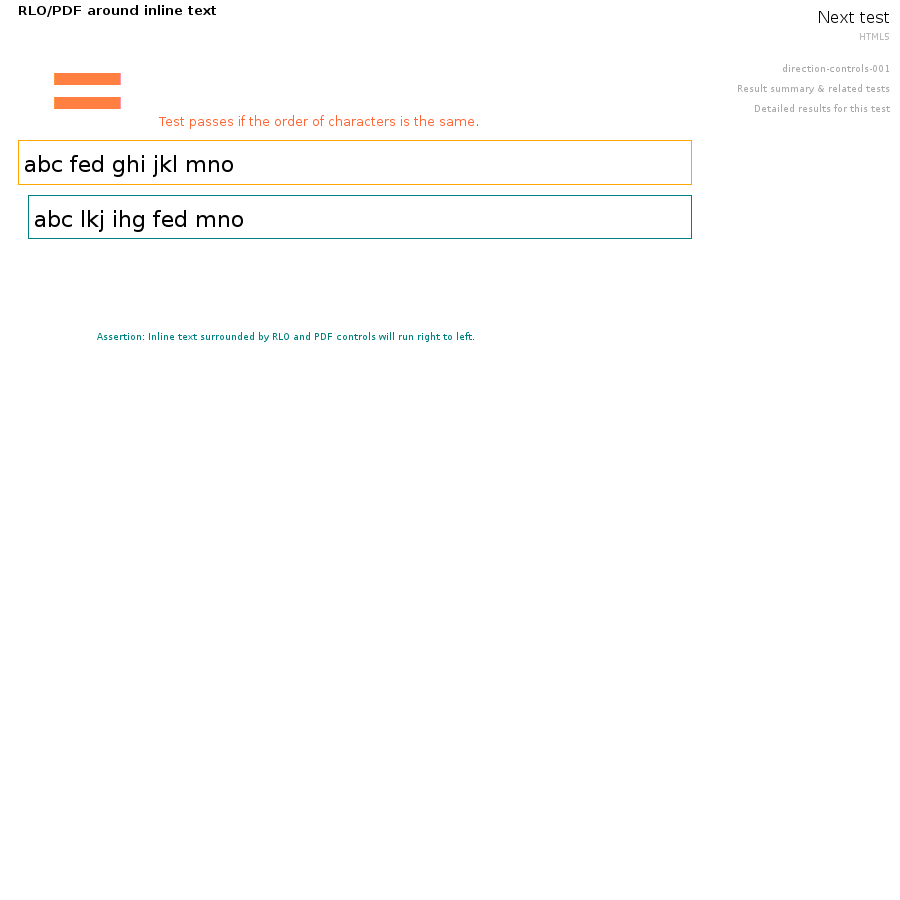 RLO/PDF around inline text
Next test
HTML5
direction-controls-001
Result summary & related tests
Detailed results for this test
Test passes if the order of characters is the same.
abc fed ghi jkl mno
abc lkj ihg fed mno
Assertion: Inline text surrounded by RLO and PDF controls will run right to left.